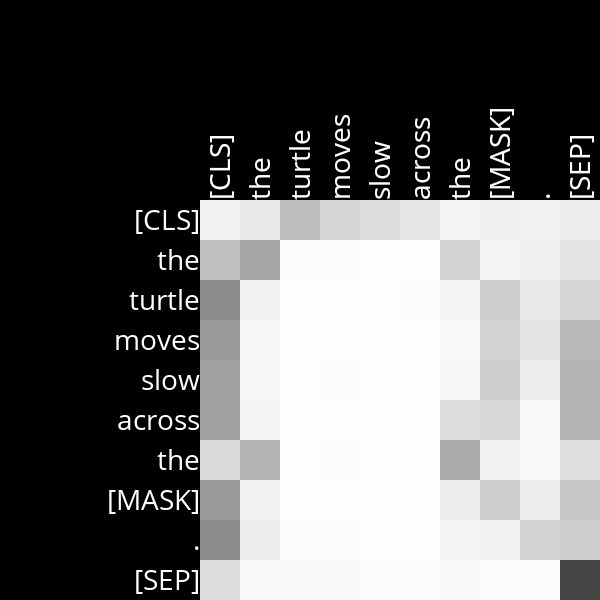 [CLS] the turtle moves slow across the [MASK] . [SEP]
[CLS]
the
turtle
moves
slow
across
the
[MASK]
.
[SEP]